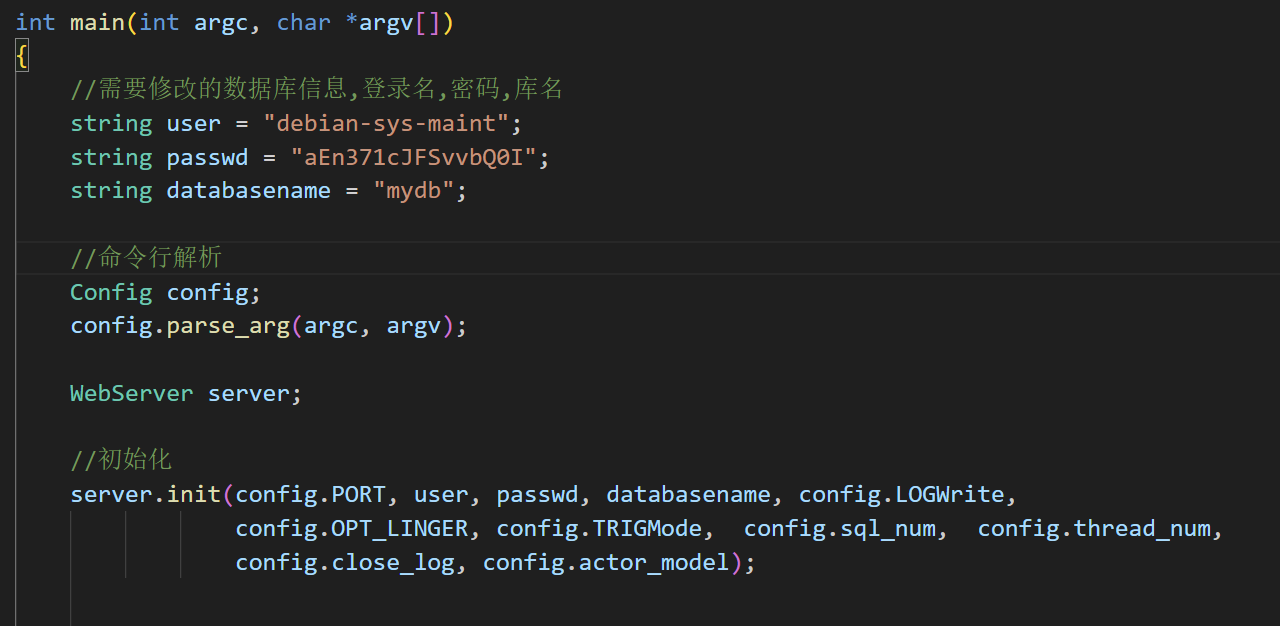 int main(int argc, char *argv[])
{
//需要修改的数据库信息,登录名,密码,库名
string user = "debian-sys-maint";
string passwd = "aEn371cJFSvvbQ0I";
string databasename = "mydb";
//命令行解析
Config config;
config.parse_arg(argc, argv);
WebServer server;
//初始化
server.init(config.PORT, user, passwd, databasename, config.LOGWrite,
config.OPT_LINGER, config.TRIGMode,  config.sql_num,  config.thread_num,
config.close_log, config.actor_model);